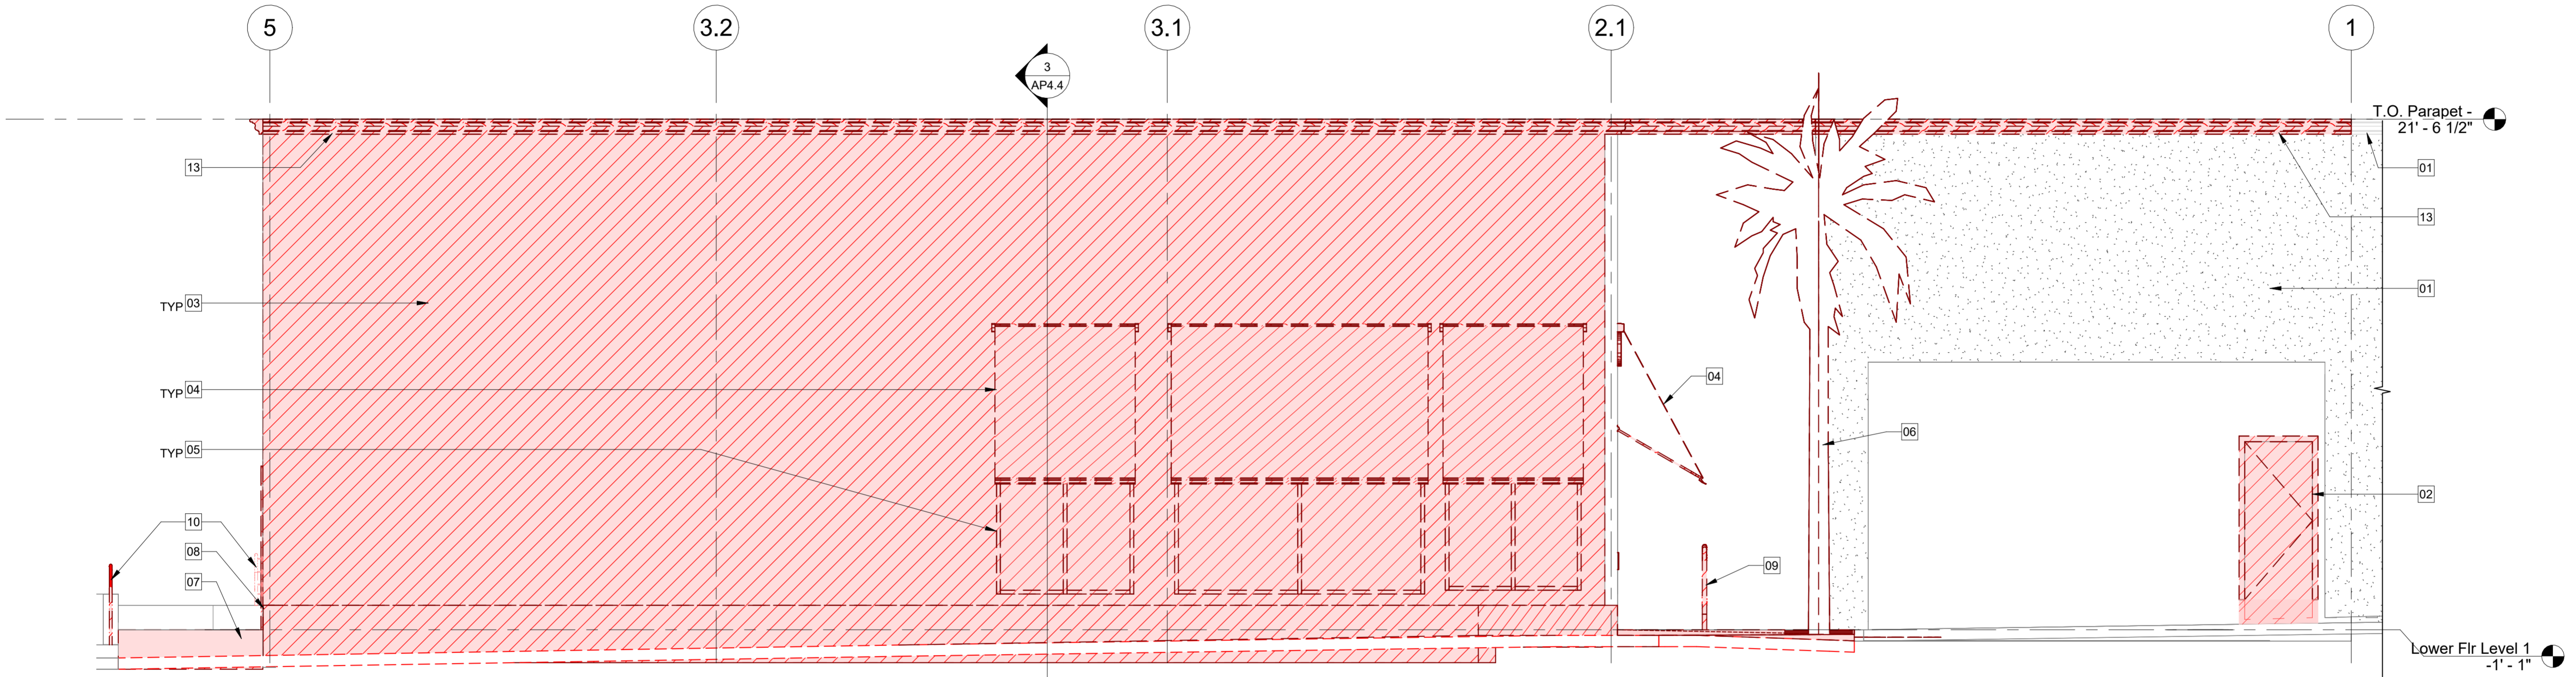 5
3.2
3.1
2.1
1
3
AP4.4
T.O. Parapet -
21' - 6 1/2"
13
01
13
TYP 03
01
04
TYP 04
06
TYP 05
02
10
08
09
07
Lower Flr Level 1
-1' - 1"